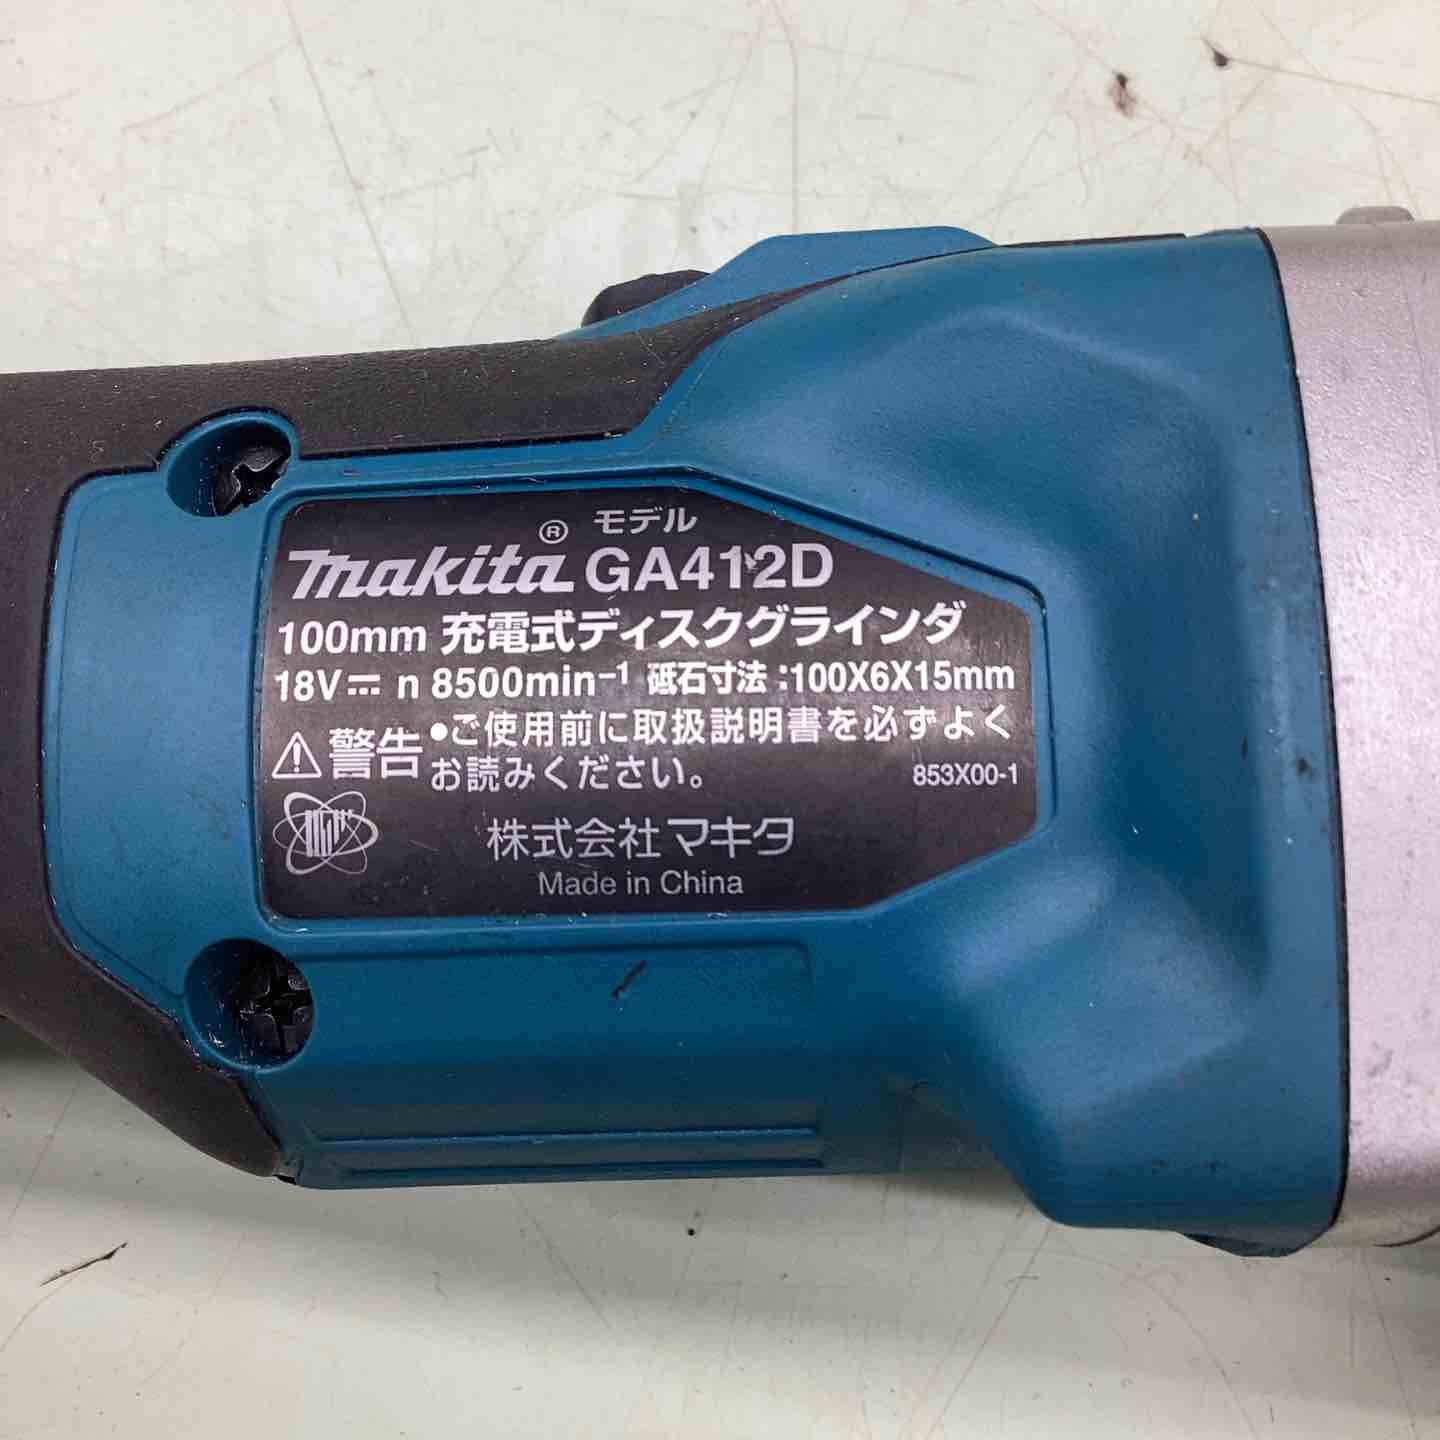 モデル
makita® GA412D
100mm 充電式ディスクグラインダ
18V⎓ n 8500min⁻¹ 砥石寸法:100X6X15mm
⚠警告 ●ご使用前に取扱説明書を必ずよく
お読みください。 853X00-1
株式会社マキタ
Made in China